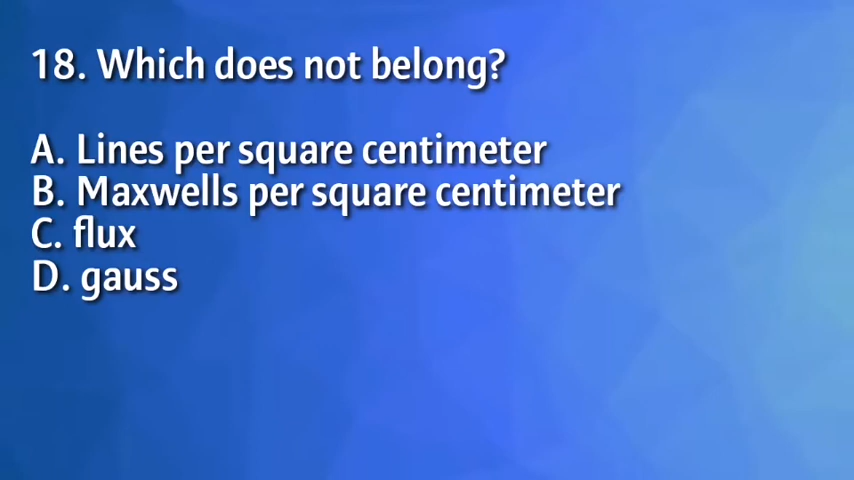 18. Which does not belong?
A. Lines per square centimeter
B. Maxwells per square centimeter
C. flux
D. gauss